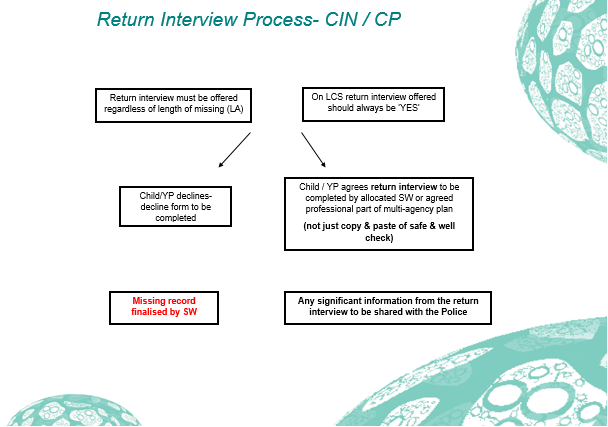 Return Interview Process- CIN / CP
Return interview must be offered
regardless of length of missing (LA)
On LCS return interview offered
should always be ‘YES’
Child/YP declines-
decline form to be
completed
Child / YP agrees return interview to be
completed by allocated SW or agreed
professional part of multi-agency plan
(not just copy & paste of safe & well
check)
Missing record
finalised by SW
Any significant information from the return
interview to be shared with the Police